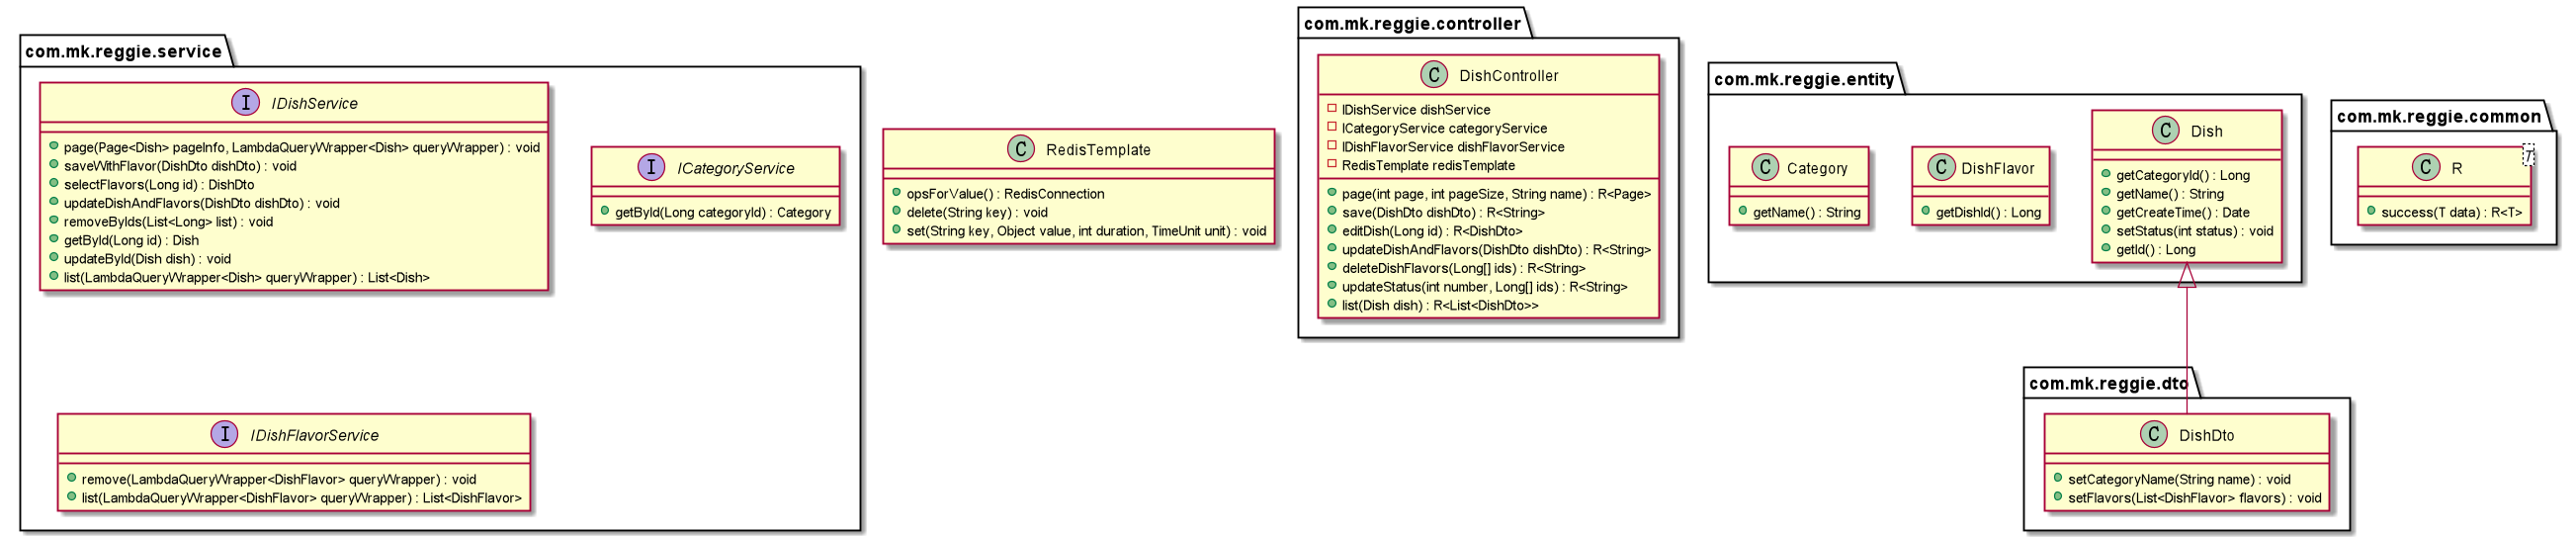 com.mk.reggie.service
I IDishService
page(Page<Dish> pageInfo, LambdaQueryWrapper<Dish> queryWrapper) : void
saveWithFlavor(DishDto dishDto) : void
selectFlavors(Long id) : DishDto
updateDishAndFlavors(DishDto dishDto) : void
removeByIds(List<Long> list) : void
getById(Long id) : Dish
updateById(Dish dish) : void
list(LambdaQueryWrapper<Dish> queryWrapper) : List<Dish>
I ICategoryService
getById(Long categoryId) : Category
I IDishFlavorService
remove(LambdaQueryWrapper<DishFlavor> queryWrapper) : void
list(LambdaQueryWrapper<DishFlavor> queryWrapper) : List<DishFlavor>
C RedisTemplate
opsForValue() : RedisConnection
delete(String key) : void
set(String key, Object value, int duration, TimeUnit unit) : void
com.mk.reggie.controller
C DishController
IDishService dishService
ICategoryService categoryService
IDishFlavorService dishFlavorService
RedisTemplate redisTemplate
page(int page, int pageSize, String name) : R<Page>
save(DishDto dishDto) : R<String>
editDish(Long id) : R<DishDto>
updateDishAndFlavors(DishDto dishDto) : R<String>
deleteDishFlavors(Long[] ids) : R<String>
updateStatus(int number, Long[] ids) : R<String>
list(Dish dish) : R<List<DishDto>>
com.mk.reggie.entity
C Category
getName() : String
C DishFlavor
getDishId() : Long
C Dish
getCategoryId() : Long
getName() : String
getCreateTime() : Date
setStatus(int status) : void
getId() : Long
com.mk.reggie.dto
C DishDto
setCategoryName(String name) : void
setFlavors(List<DishFlavor> flavors) : void
com.mk.reggie.common
C R
T
success(T data) : R<T>